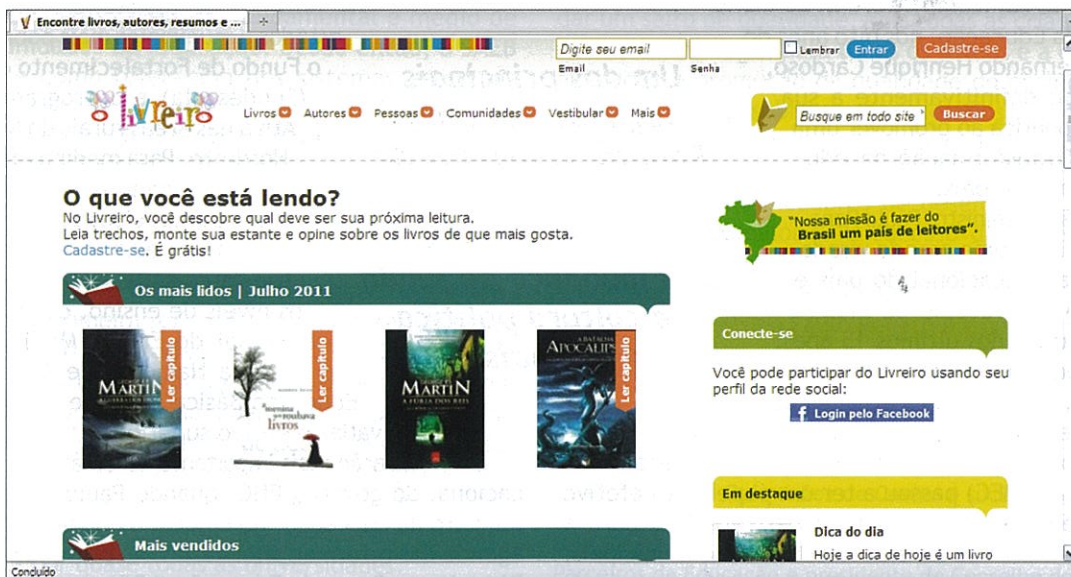 Encontre livros, autores, resumos e ...
Digite seu email
Lembrar
Entrar
Cadastre-se
Email
Senha
o livreiro
Livros
Autores
Pessoas
Comunidades
Vestibular
Mais
Busque em todo site
Buscar
O que você está lendo?
No Livreiro, você descobre qual deve ser sua próxima leitura.
Leia trechos, monte sua estante e opine sobre os livros de que mais gosta.
Cadastre-se. É grátis!
"Nossa missão é fazer do
Brasil um país de leitores".
Os mais lidos | Julho 2011
Ler capítulo
MARTIN
Ler capítulo
a menina
que roubava
livros
MARTIN
A FÚRIA DOS REIS
Ler capítulo
A BATALHA
APOCALIPS
Conecte-se
Você pode participar do Livreiro usando seu
perfil da rede social:
f Login pelo Facebook
Em destaque
Dica do dia
Hoje a dica de hoje é um livro
Mais vendidos
Concluído